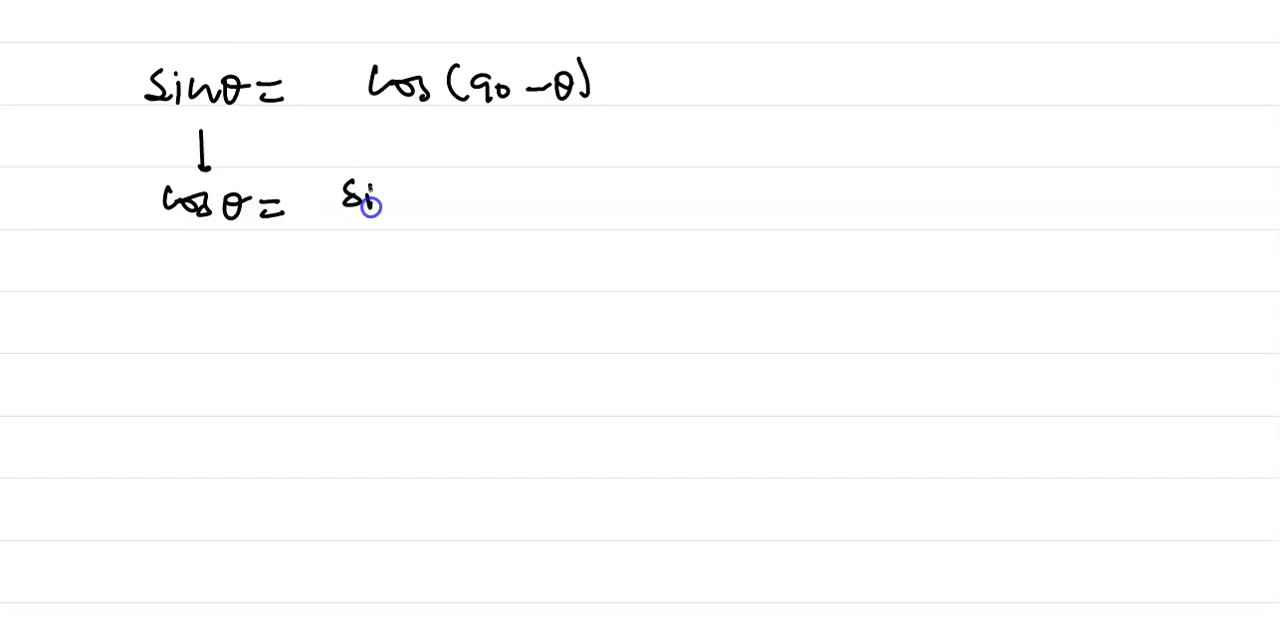 sinθ = cos(90 - θ)
↓
cosθ = si